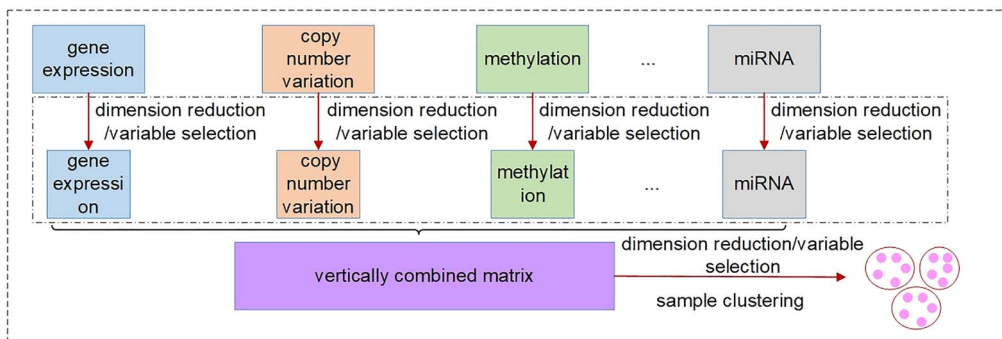 gene
expression
copy
number
variation
methylation
...
miRNA
dimension reduction
/variable selection
dimension reduction
/variable selection
dimension reduction
/variable selection
dimension reduction
/variable selection
gene
expressi
on
copy
number
variation
methylat
ion
...
miRNA
vertically combined matrix
dimension reduction/variable
selection
sample clustering